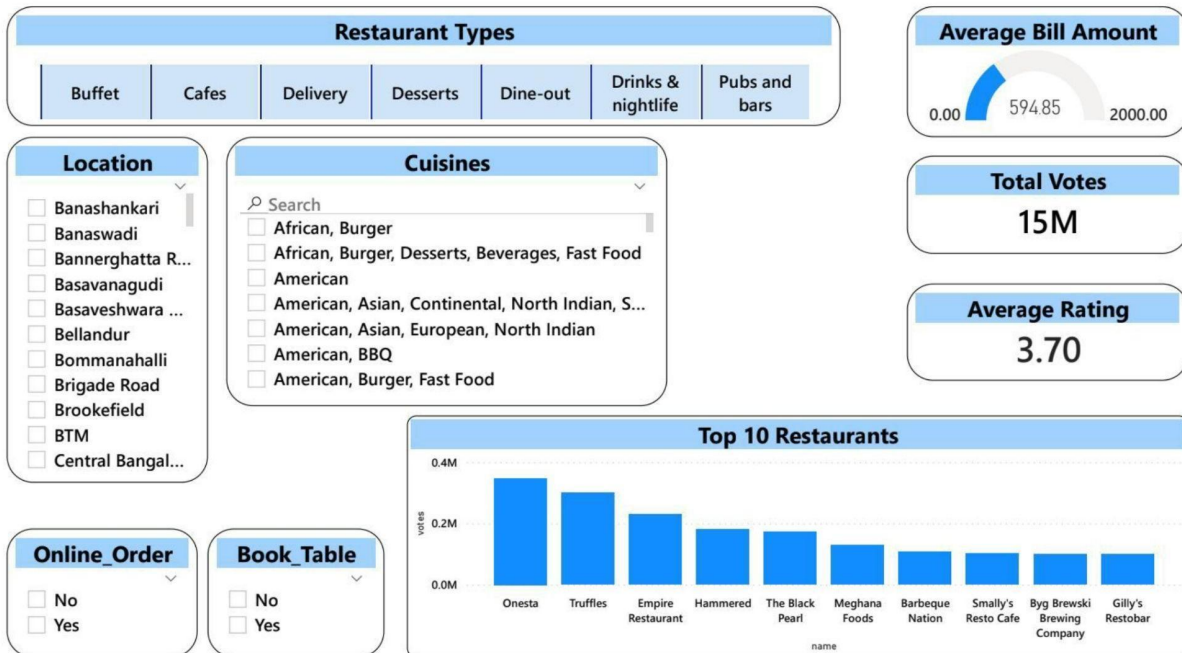 Restaurant Types
Buffet
Cafes
Delivery
Desserts
Dine-out
Drinks &
nightlife
Pubs and
bars
Average Bill Amount
0.00
594.85
2000.00
Location
Banashankari
Banaswadi
Bannerghatta R...
Basavanagudi
Basaveshwara ...
Bellandur
Bommanahalli
Brigade Road
Brookefield
BTM
Central Bangal...
Cuisines
Search
African, Burger
African, Burger, Desserts, Beverages, Fast Food
American
American, Asian, Continental, North Indian, S...
American, Asian, European, North Indian
American, BBQ
American, Burger, Fast Food
Total Votes
15M
Average Rating
3.70
Top 10 Restaurants
0.4M
0.2M
0.0M
votes
Onesta
Truffles
Empire
Restaurant
Hammered
The Black
Pearl
Meghana
Foods
Barbeque
Nation
Smally's
Resto Cafe
Byg Brewski
Brewing
Company
Gilly's
Restobar
name
Online_Order
No
Yes
Book_Table
No
Yes